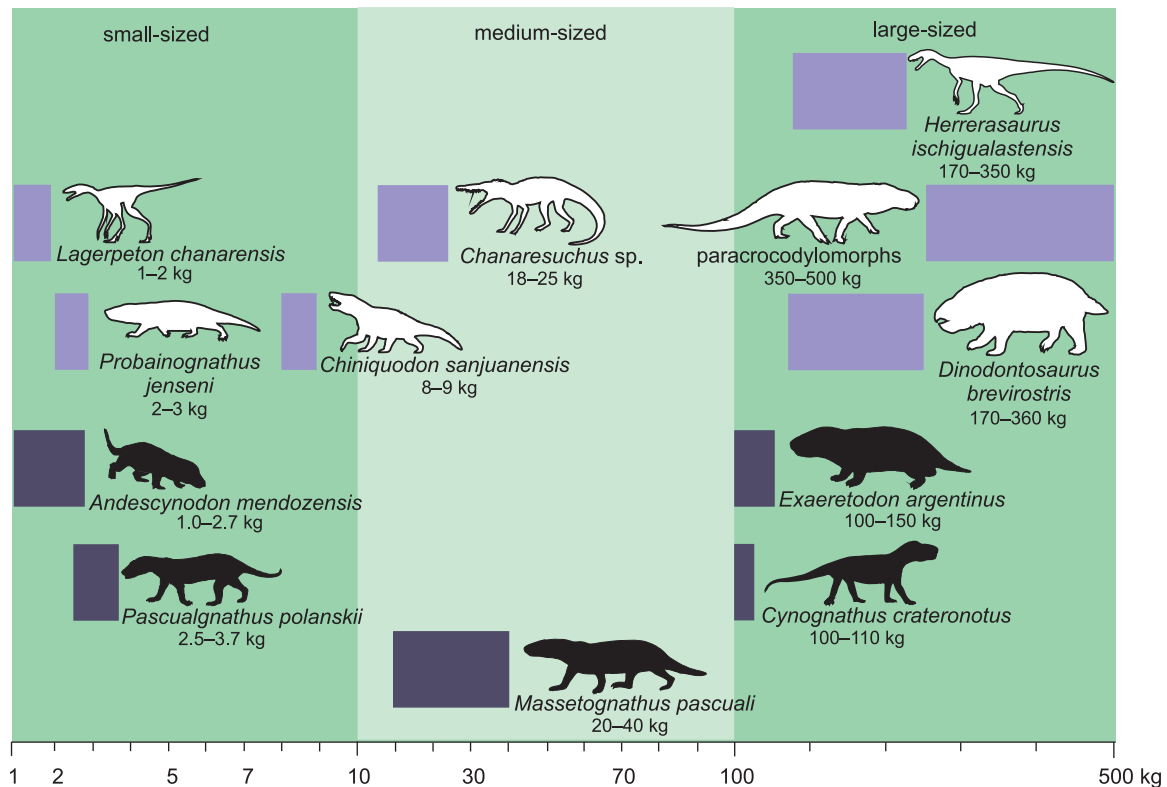 small-sized
medium-sized
large-sized
Herrerasaurus
ischigualastensis
170–350 kg
Lagerpeton chanarensis
1–2 kg
Chanaresuchus sp.
18–25 kg
paracrocodylomorphs
350–500 kg
Probainognathus
jenseni
2–3 kg
Chiniquodon sanjuanensis
8–9 kg
Dinodontosaurus
brevirostris
170–360 kg
Andescynodon mendozensis
1.0–2.7 kg
Exaeretodon argentinus
100–150 kg
Pascualgnathus polanskii
2.5–3.7 kg
Cynognathus crateronotus
100–110 kg
Massetognathus pascuali
20–40 kg
1 2 5 7 10 30 70 100 500 kg